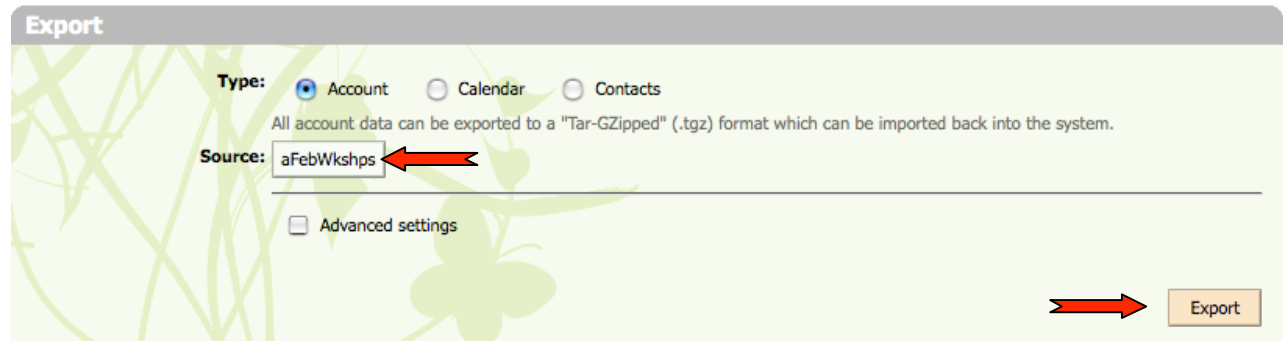 Export
Type: Account Calendar Contacts
All account data can be exported to a "Tar-GZipped" (.tgz) format which can be imported back into the system.
Source: aFebWkshps
Advanced settings
Export